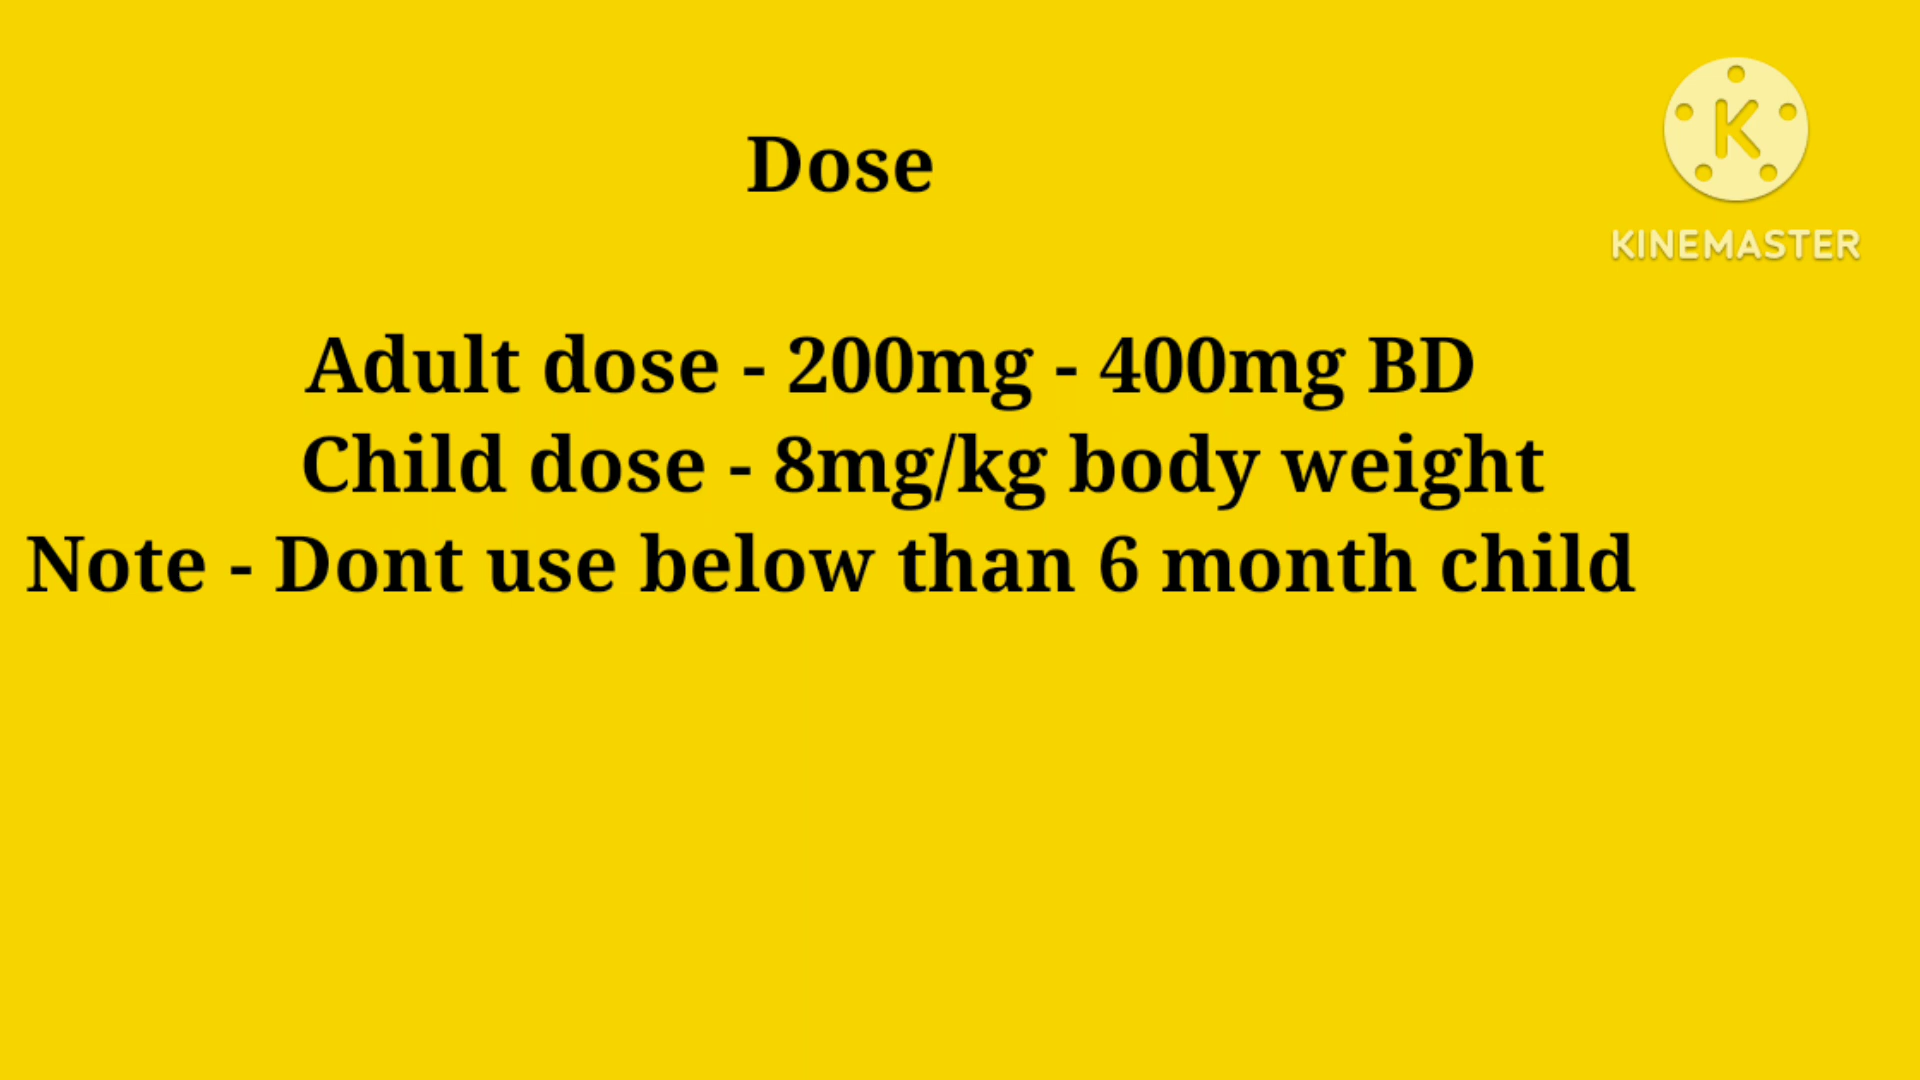 Dose
KINEMASTER
Adult dose - 200mg - 400mg BD
Child dose - 8mg/kg body weight
Note - Dont use below than 6 month child